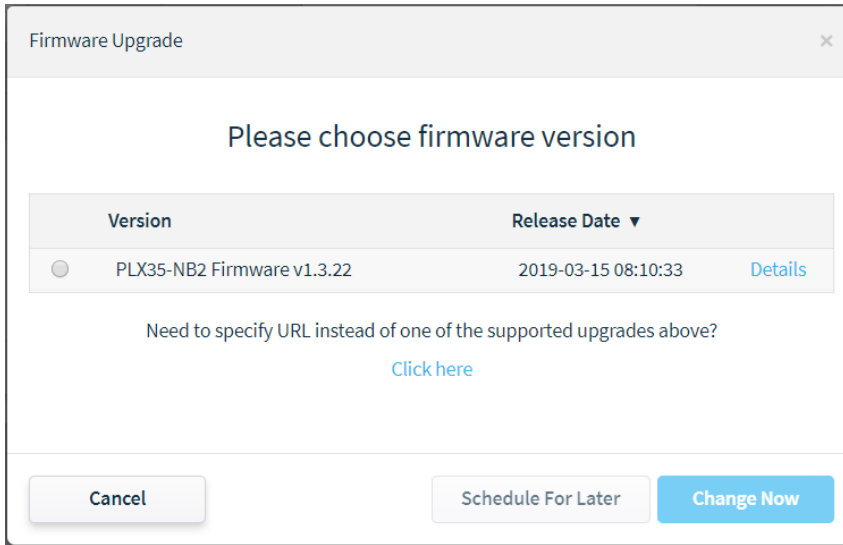 Firmware Upgrade ×
Please choose firmware version
Version Release Date ▼
PLX35-NB2 Firmware v1.3.22 2019-03-15 08:10:33 Details
Need to specify URL instead of one of the supported upgrades above?
Click here
Cancel Schedule For Later Change Now